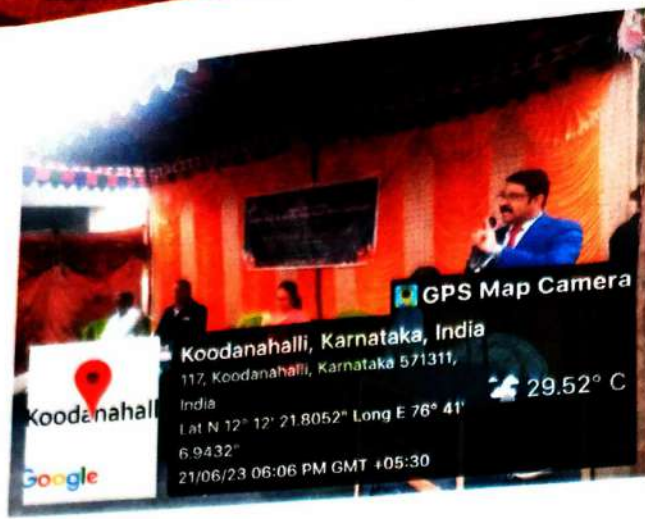 GPS Map Camera
Koodanahalli, Karnataka, India
117, Koodanahalli, Karnataka 571311,
India
Lat N 12° 12' 21.8052" Long E 76° 41'
6.9432"
21/06/23 06:06 PM GMT +05:30
29.52° C
Koodanahall
Google